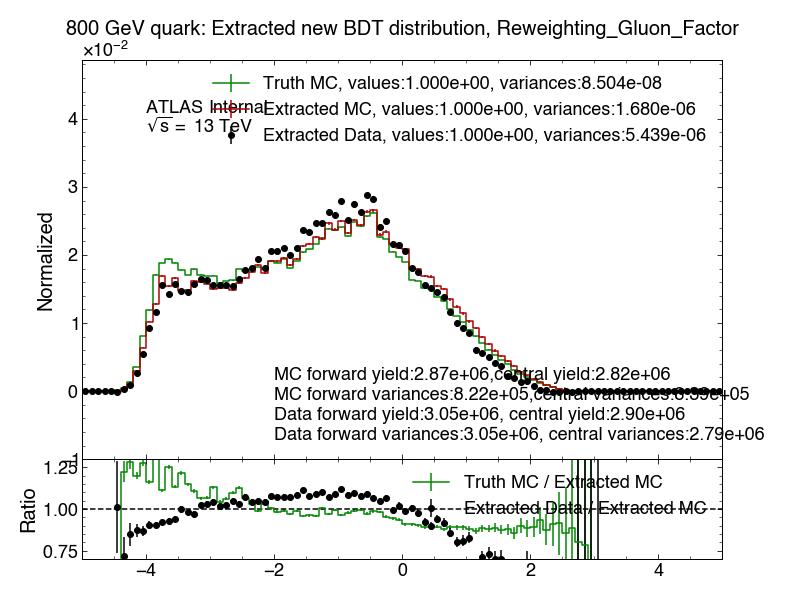 800 GeV quark: Extracted new BDT distribution, Reweighting_Gluon_Factor
×10⁻²
Truth MC, values:1.000e+00, variances:8.504e-08
ATLAS Internal
Extracted MC, values:1.000e+00, variances:1.680e-06
√s = 13 TeV
Extracted Data, values:1.000e+00, variances:5.439e-06
4
3
2
1
0
Normalized
MC forward yield:2.87e+06,central yield:2.82e+06
MC forward variances:8.22e+05,central variances:
Data forward yield:3.05e+06, central yield:2.90e+06
Data forward variances:3.05e+06, central variances:2.79e+06
1.25
1.00
0.75
Ratio
Truth MC / Extracted MC
Extracted Data / Extracted MC
−4 −2 0 2 4